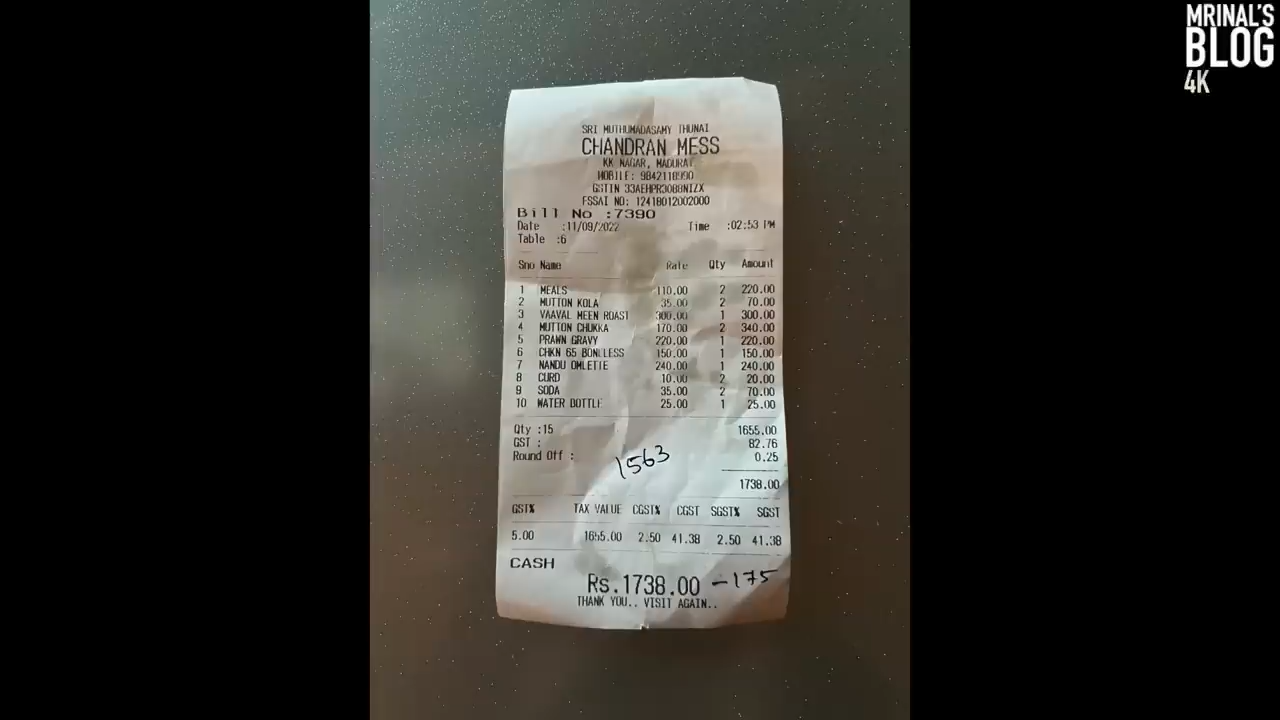 MRINAL'S
BLOG
4K
SRI MUTHUMADASAMY THUNAI
CHANDRAN MESS
KK NAGAR, MADURAI
MOBILE: 9842118990
GSTIN 33AEHPR3088N1ZX
FSSAI NO: 12418012002000
Bill No :7390
Date :11/09/2022 Time :02:53 PM
Table :6
Sno Name Rate Qty Amount
1 MEALS 110.00 2 220.00
2 MUTTON KOLA 35.00 2 70.00
3 VAAVAL MEEN ROAST 300.00 1 300.00
4 MUTTON CHUKKA 170.00 2 340.00
5 PRAWN GRAVY 220.00 1 220.00
6 CHKN 65 BONLESS 150.00 1 150.00
7 NANDU OMLETTE 240.00 1 240.00
8 CURD 10.00 2 20.00
9 SODA 35.00 2 70.00
10 WATER BOTTLE 25.00 1 25.00
Qty :15 1655.00
GST : 82.76
Round Off : 0.25
1563
1738.00
GST% TAX VALUE CGST% CGST SGST% SGST
5.00 1655.00 2.50 41.38 2.50 41.38
CASH
Rs.1738.00 -175
THANK YOU.. VISIT AGAIN..